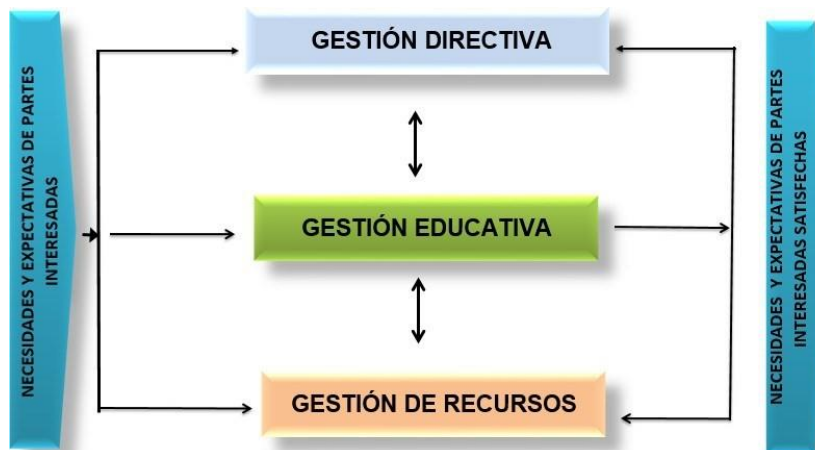 NECESIDADES Y EXPECTATIVAS DE PARTES
INTERESADAS
GESTIÓN DIRECTIVA
GESTIÓN EDUCATIVA
GESTIÓN DE RECURSOS
NECESIDADES Y EXPECTATIVAS DE PARTES
INTERESADAS SATISFECHAS